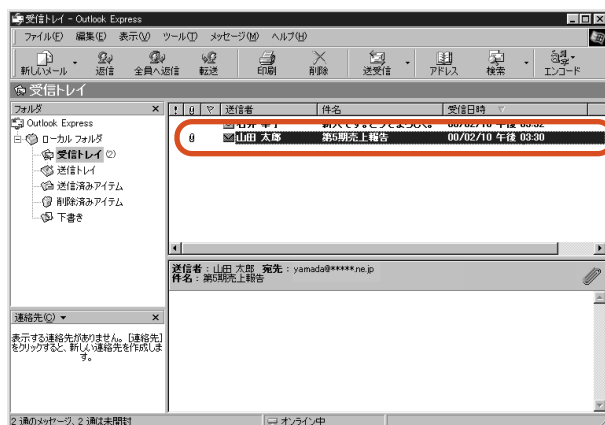 受信トレイ - Outlook Express
ファイル(F) 編集(E) 表示(V) ツール(T) メッセージ(M) ヘルプ(H)
新しいメール 返信 全員へ返信 転送 印刷 削除 送受信 アドレス 検索 エンコード
受信トレイ
フォルダ
送信者 件名 受信日時
Outlook Express
ローカル フォルダ
受信トレイ (2)
送信トレイ
送信済みアイテム
削除済みアイテム
下書き
00/02/10 午後 03:32
山田 太郎 第5期売上報告 00/02/10 午後 03:30
送信者: 山田 太郎 宛先: yamada@*****.ne.jp
件名: 第5期売上報告
連絡先(C)
表示する連絡先がありません。[連絡先]
をクリックすると、新しい連絡先を作成しま
す。
2 通のメッセージ、2 通は未開封 オンライン中